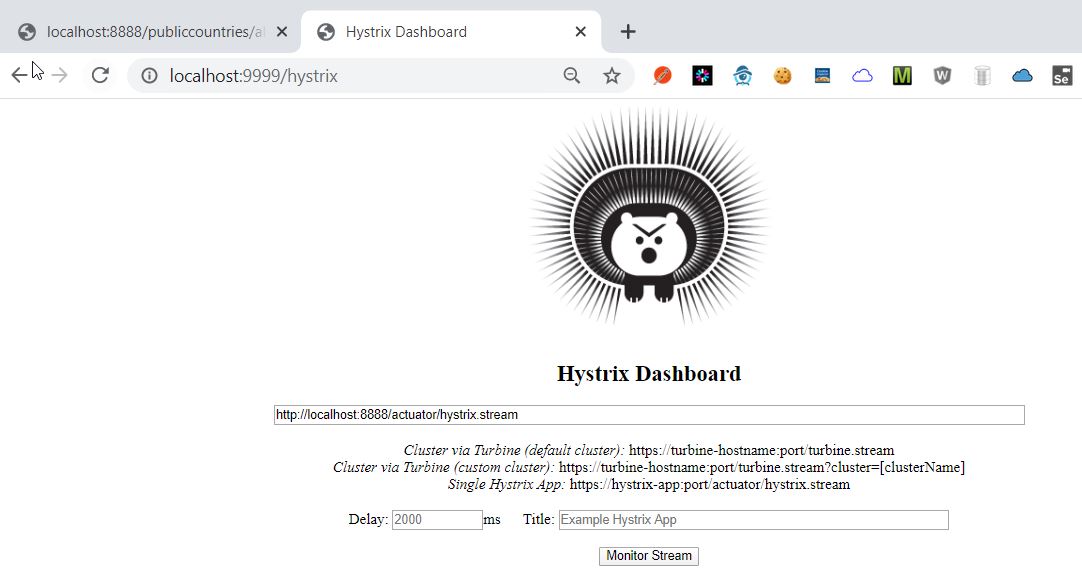 localhost:8888/publiccountries/al
Hystrix Dashboard
localhost:9999/hystrix
M
W
Se
Hystrix Dashboard
http://localhost:8888/actuator/hystrix.stream
Cluster via Turbine (default cluster): https://turbine-hostname:port/turbine.stream
Cluster via Turbine (custom cluster): https://turbine-hostname:port/turbine.stream?cluster=[clusterName]
Single Hystrix App: https://hystrix-app:port/actuator/hystrix.stream
Delay: 2000 ms Title: Example Hystrix App
Monitor Stream